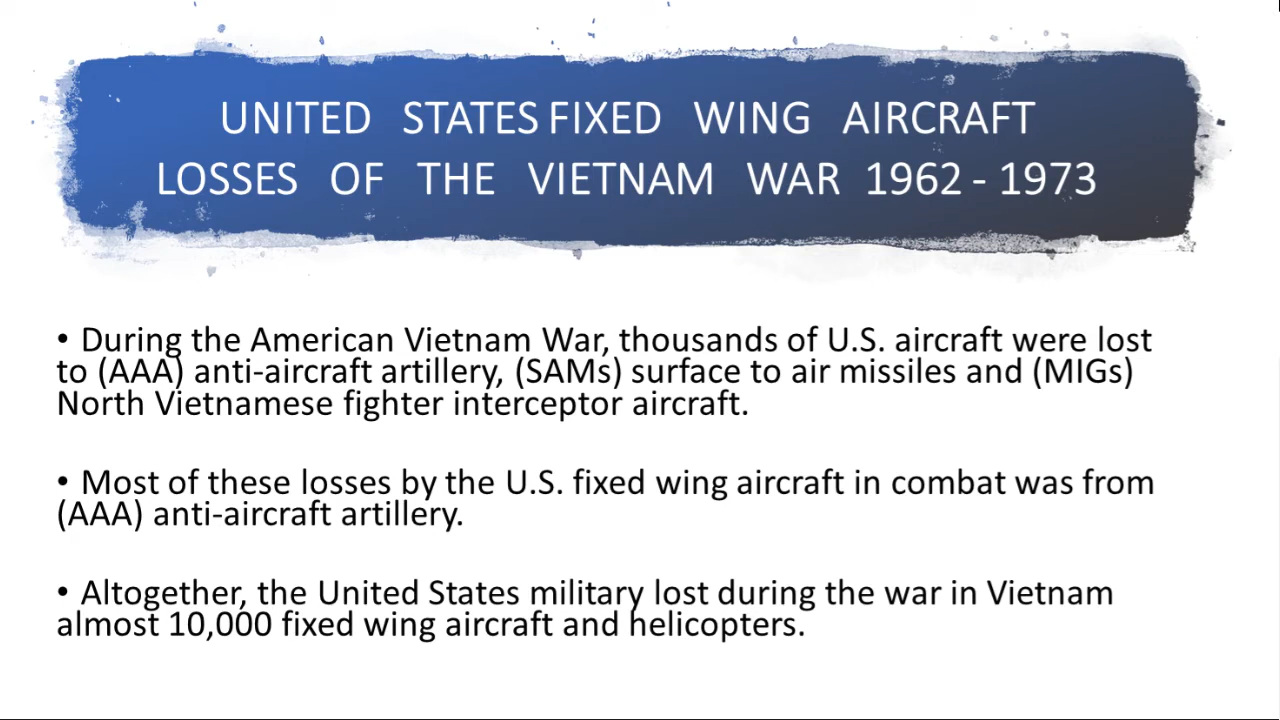 UNITED STATES FIXED WING AIRCRAFT
LOSSES OF THE VIETNAM WAR 1962 - 1973
• During the American Vietnam War, thousands of U.S. aircraft were lost
to (AAA) anti-aircraft artillery, (SAMs) surface to air missiles and (MIGs)
North Vietnamese fighter interceptor aircraft.
• Most of these losses by the U.S. fixed wing aircraft in combat was from
(AAA) anti-aircraft artillery.
• Altogether, the United States military lost during the war in Vietnam
almost 10,000 fixed wing aircraft and helicopters.